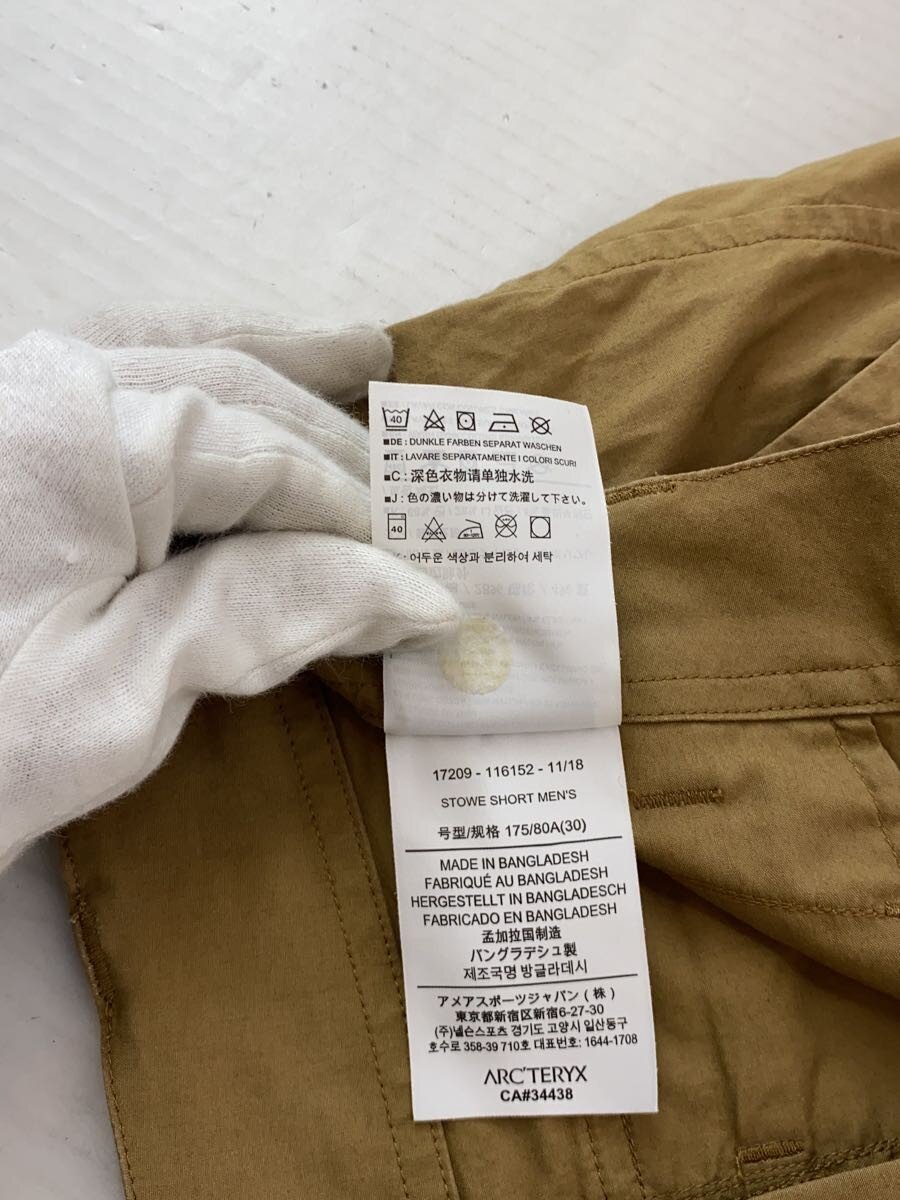 40
■DE : DUNKLE FARBEN SEPARAT WASCHEN
■IT : LAVARE SEPARATAMENTE I COLORI SCURI
■C : 深色衣物请单独水洗
■J : 色の濃い物は分けて洗濯して下さい。
40
: 어두운 색상과 분리하여 세탁
17209 - 116152 - 11/18
STOWE SHORT MEN'S
号型/规格 175/80A(30)
MADE IN BANGLADESH
FABRIQUÉ AU BANGLADESH
HERGESTELLT IN BANGLADESCH
FABRICADO EN BANGLADESH
孟加拉国制造
バングラデシュ製
제조국명 방글라데시
アメアスポーツジャパン (株)
東京都新宿区新宿6-27-30
(주)넬슨스포츠 경기도 고양시 일산동구
호수로 358-39 710호 대표번호: 1644-1708
ARC'TERYX
CA#34438